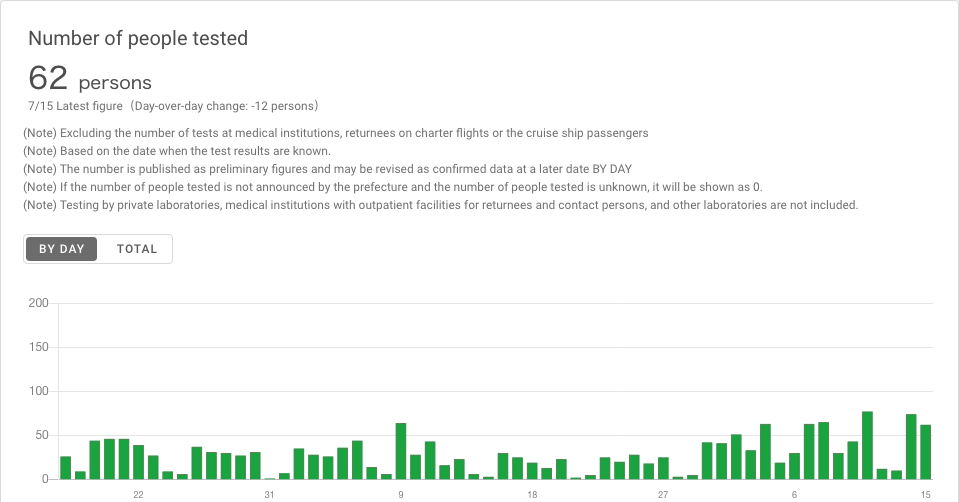 Number of people tested
62 persons
7/15 Latest figure（Day-over-day change: -12 persons）
(Note) Excluding the number of tests at medical institutions, returnees on charter flights or the cruise ship passengers
(Note) Based on the date when the test results are known.
(Note) The number is published as preliminary figures and may be revised as confirmed data at a later date BY DAY
(Note) If the number of people tested is not announced by the prefecture and the number of people tested is unknown, it will be shown as 0.
(Note) Testing by private laboratories, medical institutions with outpatient facilities for returnees and contact persons, and other laboratories are not included.
BY DAY TOTAL
200
150
100
50
0
22 31 9 18 27 6 15